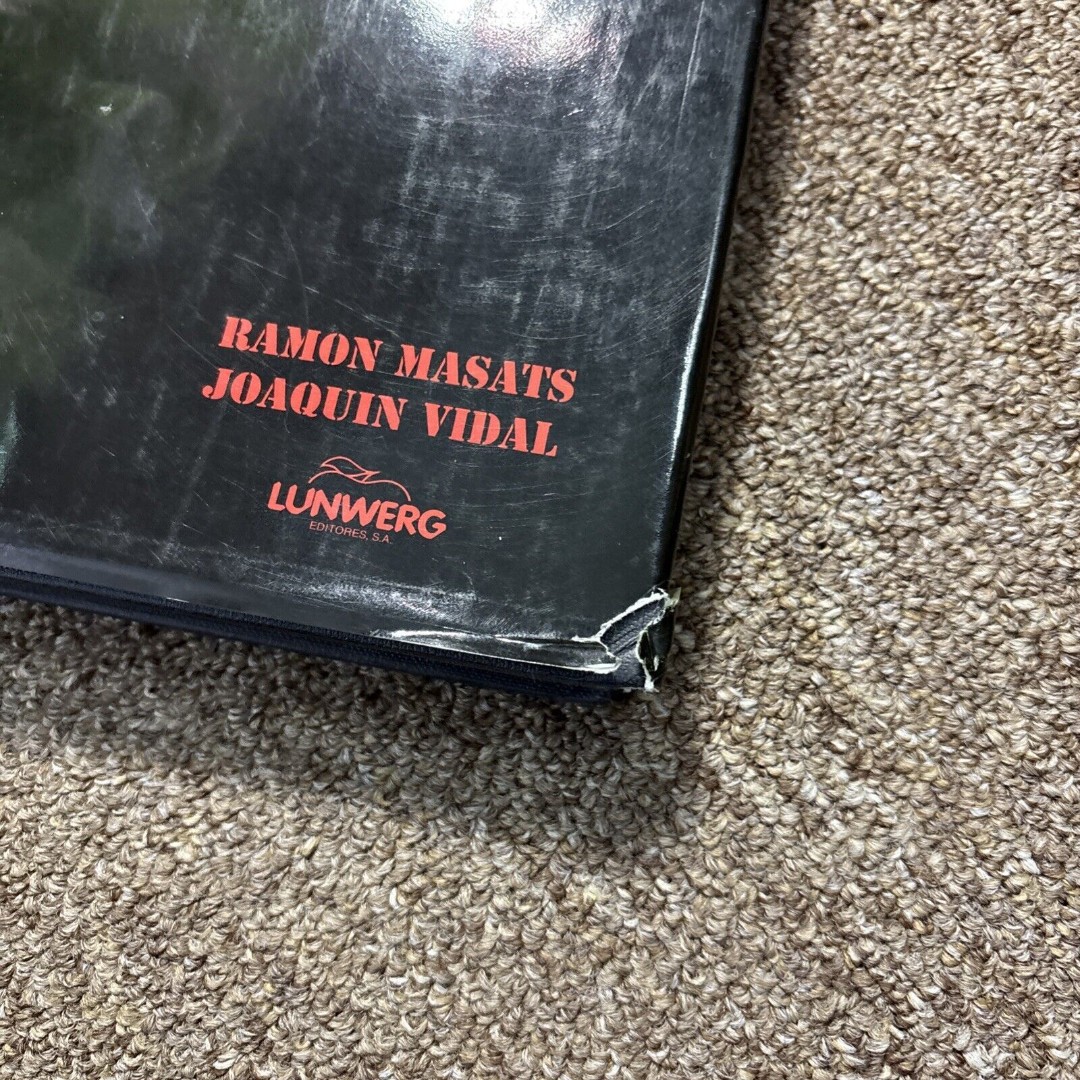 RAMON MASATS
JOAQUIN VIDAL
LUNWERG
EDITORES, S.A.